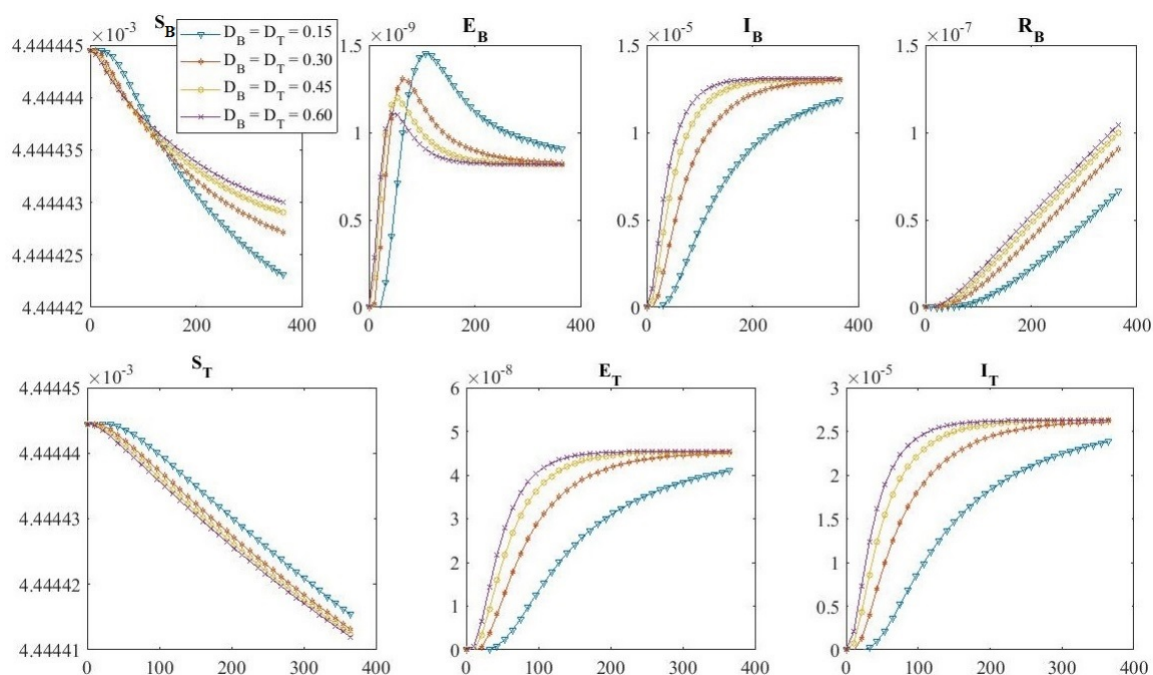 S_B
E_B
I_B
R_B
×10⁻³
×10⁻⁹
×10⁻⁵
×10⁻⁷
D_B = D_T = 0.15
D_B = D_T = 0.30
D_B = D_T = 0.45
D_B = D_T = 0.60
4.444445
4.44444
4.444435
4.44443
4.444425
4.44442
0 200 400
1.5
1
0.5
0
0 200 400
1.5
1
0.5
0
0 200 400
1.5
1
0.5
0
0 200 400
S_T
E_T
I_T
×10⁻³
×10⁻⁸
×10⁻⁵
4.44445
4.44444
4.44443
4.44442
4.44441
0 100 200 300 400
6
5
4
3
2
1
0
0 100 200 300 400
3
2.5
2
1.5
1
0.5
0
0 100 200 300 400